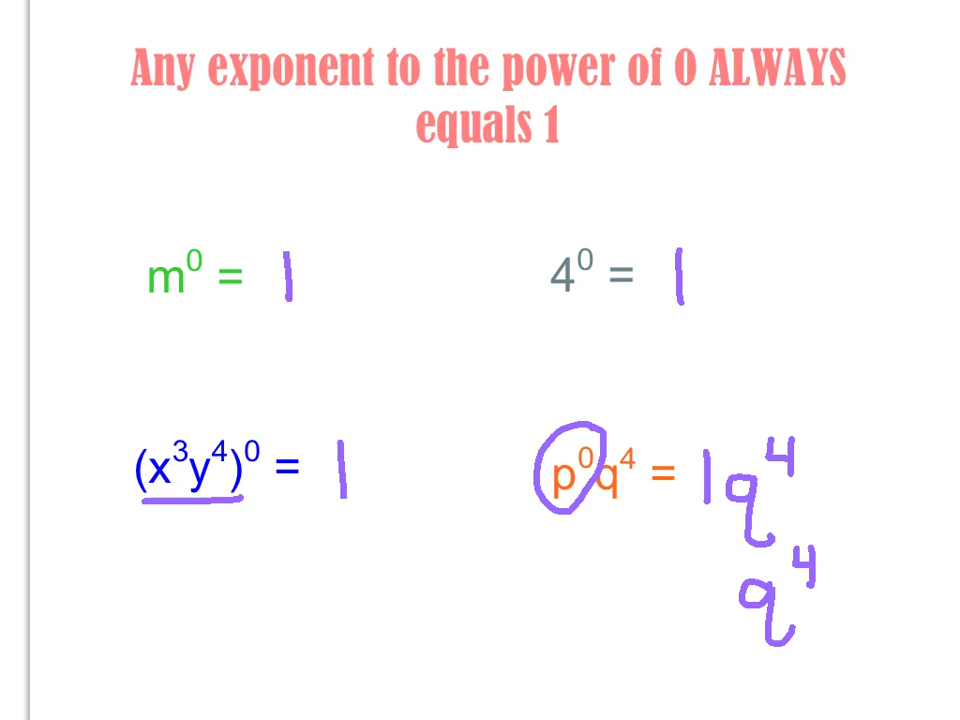 Any exponent to the power of 0 ALWAYS
equals 1
m⁰ = 1
4⁰ = 1
(x³y⁴)⁰ = 1
p⁰q⁴ = 1q⁴
q⁴